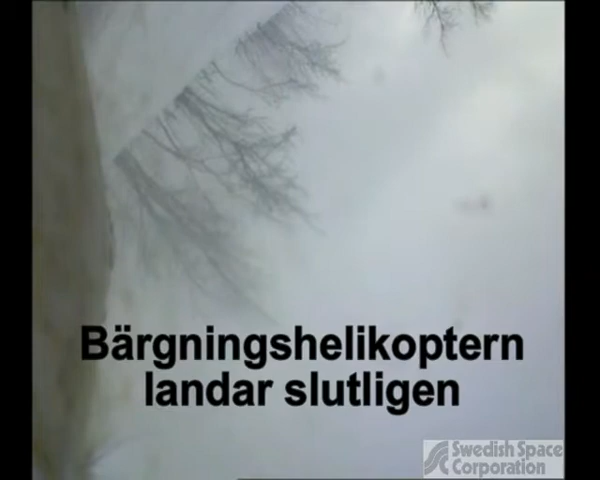 Bärgningshelikoptern
landar slutligen
Swedish Space
Corporation